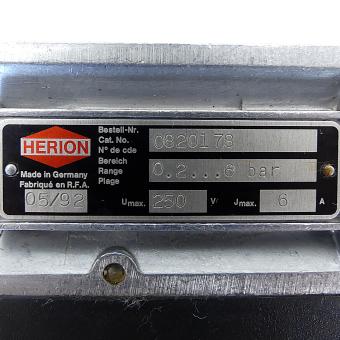 HERION
Made in Germany
Fabriqué en R.F.A.
05/92
Bestell-Nr.
Cat. No. 0820178
N° de cde
Bereich
Range 0.2...6 bar
Plage
Umax. 250 V Jmax. 6 A